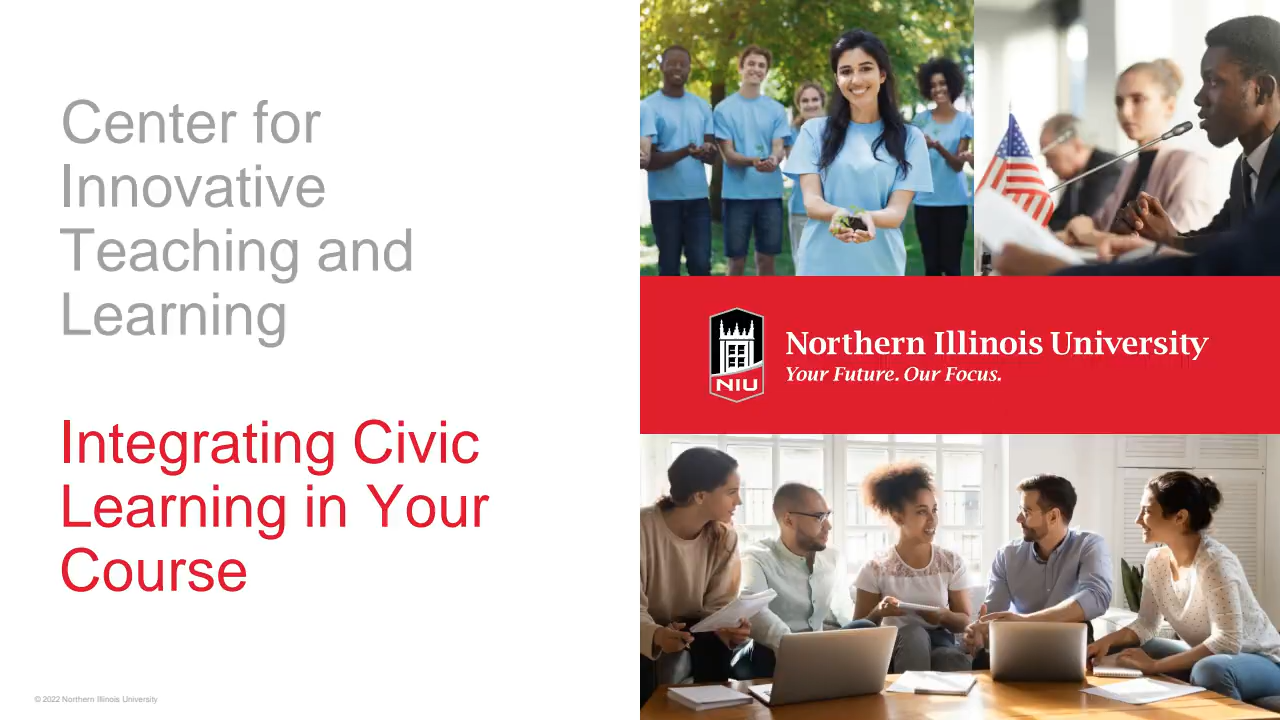 Center for
Innovative
Teaching and
Learning
Integrating Civic
Learning in Your
Course
© 2022 Northern Illinois University
NIU
Northern Illinois University
Your Future. Our Focus.